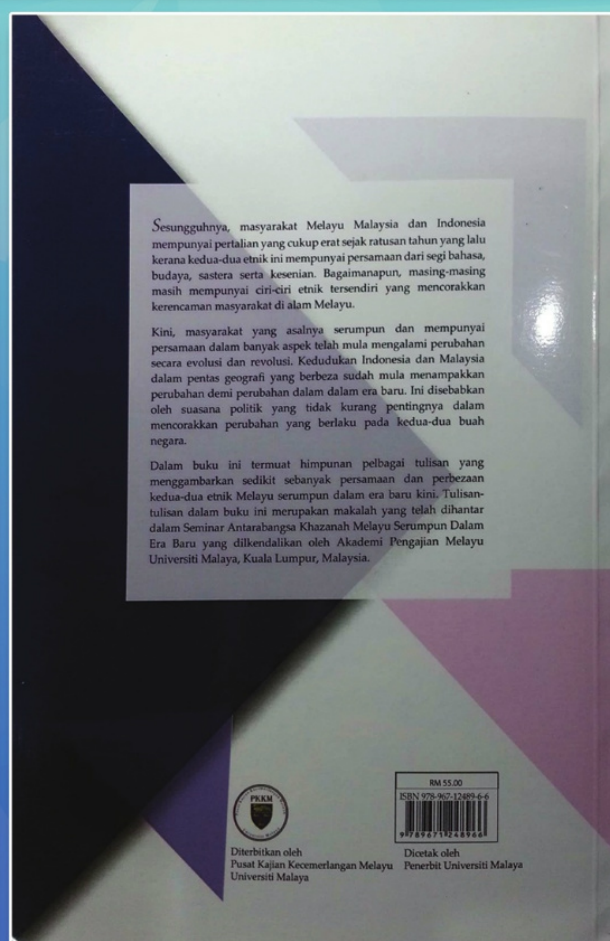 Sesungguhnya, masyarakat Melayu Malaysia dan Indonesia
mempunyai pertalian yang cukup erat sejak ratusan tahun yang lalu
kerana kedua-dua etnik ini mempunyai persamaan dari segi bahasa,
budaya, sastera serta kesenian. Bagaimanapun, masing-masing
masih mempunyai ciri-ciri etnik tersendiri yang mencorakkan
kerencaman masyarakat di alam Melayu.
Kini, masyarakat yang asalnya serumpun dan mempunyai
persamaan dalam banyak aspek telah mula mengalami perubahan
secara evolusi dan revolusi. Kedudukan Indonesia dan Malaysia
dalam pentas geografi yang berbeza sudah mula menampakkan
perubahan demi perubahan dalam dalam era baru. Ini disebabkan
oleh suasana politik yang tidak kurang pentingnya dalam
mencorakkan perubahan yang berlaku pada kedua-dua buah
negara.
Dalam buku ini termuat himpunan pelbagai tulisan yang
menggambarkan sedikit sebanyak persamaan dan perbezaan
kedua-dua etnik Melayu serumpun dalam era baru kini. Tulisan-
tulisan dalam buku ini merupakan makalah yang telah dihantar
dalam Seminar Antarabangsa Khazanah Melayu Serumpun Dalam
Era Baru yang dilkendalikan oleh Akademi Pengajian Melayu
Universiti Malaya, Kuala Lumpur, Malaysia.
PKKM
Diterbitkan oleh
Pusat Kajian Kecemerlangan Melayu
Universiti Malaya
RM 55.00
ISBN 978-967-12489-6-6
9 789671 248966
Dicetak oleh
Penerbit Universiti Malaya